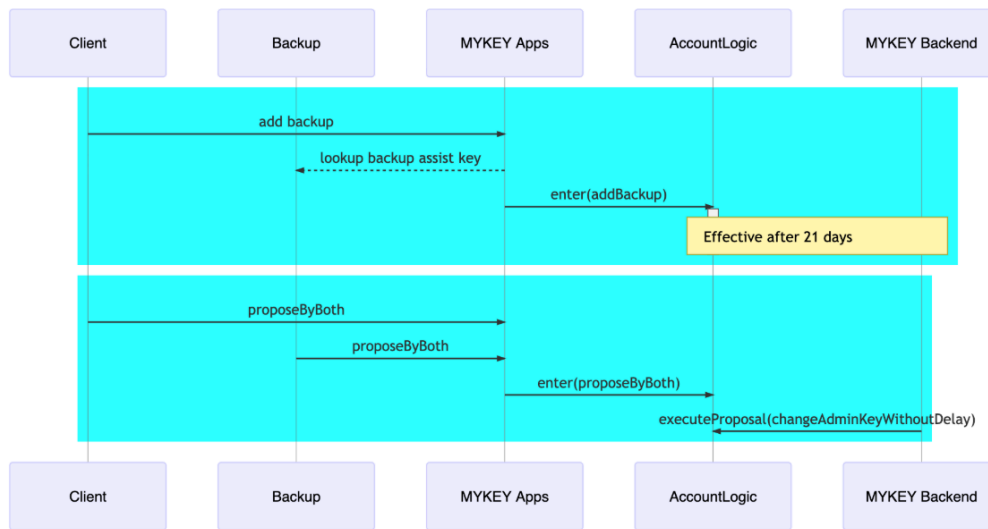 Client
Backup
MYKEY Apps
AccountLogic
MYKEY Backend
add backup
lookup backup assist key
enter(addBackup)
Effective after 21 days
proposeByBoth
proposeByBoth
enter(proposeByBoth)
executeProposal(changeAdminKeyWithoutDelay)
Client
Backup
MYKEY Apps
AccountLogic
MYKEY Backend